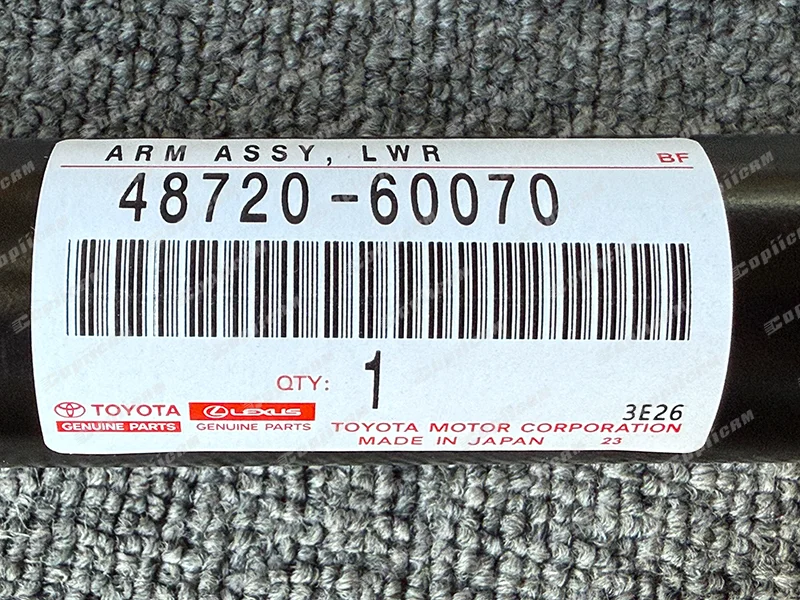 ARM ASSY, LWR
BF
48720-60070
QTY: 1
TOYOTA LEXUS 3E26
GENUINE PARTS GENUINE PARTS TOYOTA MOTOR CORPORATION
MADE IN JAPAN 23
CopiiCAM